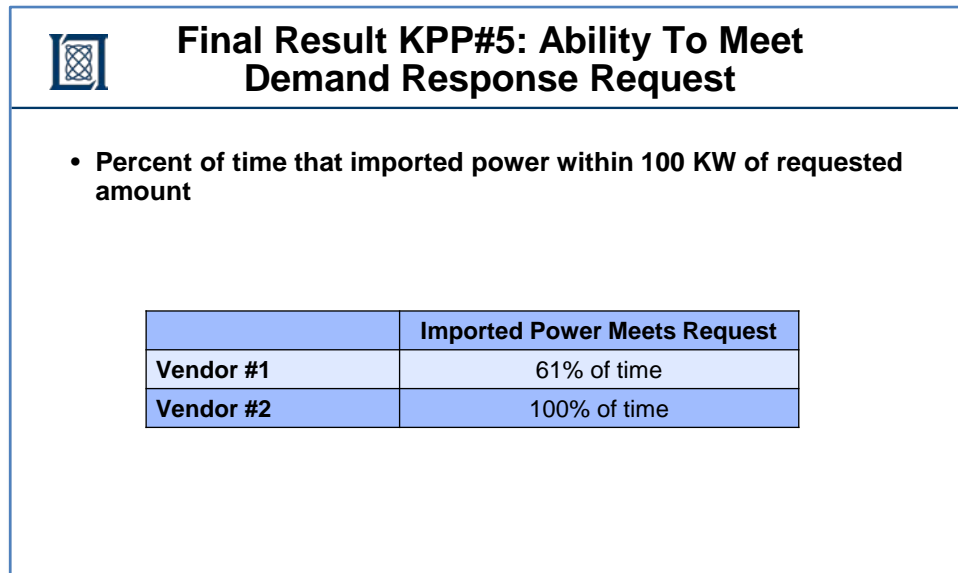 Final Result KPP#5: Ability To Meet
Demand Response Request
• Percent of time that imported power within 100 KW of requested
amount
Imported Power Meets Request
Vendor #1 61% of time
Vendor #2 100% of time